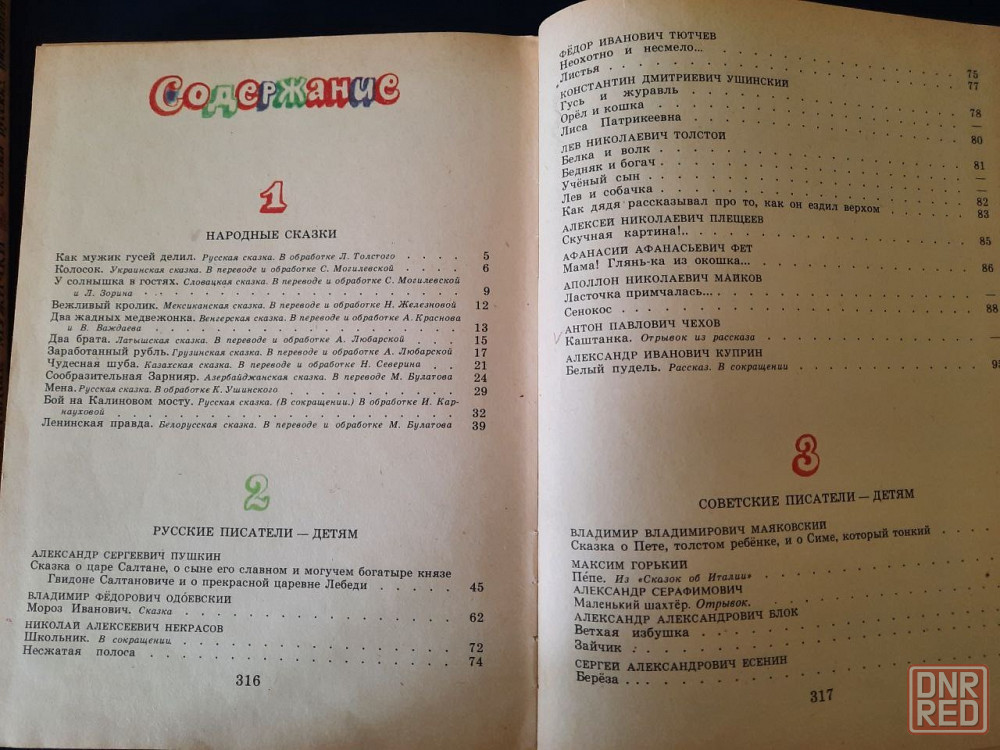 Содержание
1
НАРОДНЫЕ СКАЗКИ
Как мужик гусей делил. Русская сказка. В обработке Л. Толстого . . . . 5
Колосок. Украинская сказка. В переводе и обработке С. Могилевской . . 6
У солнышка в гостях. Словацкая сказка. В переводе и обработке С. Могилевской
и Л. Зорина . . . . . . . . . . 9
Вежливый кролик. Мексиканская сказка. В переводе и обработке Н. Железновой 12
Два жадных медвежонка. Венгерская сказка. В переводе и обработке А. Краснова
и В. Важдаева . . . . . . . . . . 13
Два брата. Латышская сказка. В переводе и обработке А. Любарской . . 15
Заработанный рубль. Грузинская сказка. В переводе и обработке А. Любарской 17
Чудесная шуба. Казахская сказка. В переводе и обработке Н. Северина . . 21
Сообразительная Зарнияр. Азербайджанская сказка. В переводе М. Булатова 24
Мена. Русская сказка. В обработке К. Ушинского . . . . . . 29
Бой на Калиновом мосту. Русская сказка. (В сокращении.) В обработке И. Кар-
науховой . . . . . . . . . . 32
Ленинская правда. Белорусская сказка. В переводе и обработке М. Булатова 39
2
РУССКИЕ ПИСАТЕЛИ — ДЕТЯМ
АЛЕКСАНДР СЕРГЕЕВИЧ ПУШКИН
Сказка о царе Салтане, о сыне его славном и могучем богатыре князе
Гвидоне Салтановиче и о прекрасной царевне Лебеди . . . . . 45
ВЛАДИМИР ФЁДОРОВИЧ ОДО́ЕВСКИЙ
Мороз Иванович. Сказка . . . . . . . . . . 62
НИКОЛАЙ АЛЕКСЕЕВИЧ НЕКРАСОВ
Школьник. В сокращении . . . . . . . . . . 72
Несжатая полоса . . . . . . . . . . 74
316
ФЁДОР ИВАНОВИЧ ТЮТЧЕВ
Неохотно и несмело... . . . . . . . . . .
Листья . . . . . . . . . . 75
КОНСТАНТИН ДМИТРИЕВИЧ УШИНСКИЙ 77
Гусь и журавль . . . . . . . . . .
Орёл и кошка . . . . . . . . . . 78
Лиса Патрикеевна . . . . . . . . . . —
ЛЕВ НИКОЛАЕВИЧ ТОЛСТОЙ 80
Белка и волк . . . . . . . . . .
Бедняк и богач . . . . . . . . . . 81
Учёный сын . . . . . . . . . . —
Лев и собачка . . . . . . . . . . —
Как дядя рассказывал про то, как он ездил верхом . . . . . 82
АЛЕКСЕЙ НИКОЛАЕВИЧ ПЛЕЩЕЕВ 83
Скучная картина!.. . . . . . . . . . .
АФАНАСИЙ АФАНАСЬЕВИЧ ФЕТ 85
Мама! Глянь-ка из окошка... . . . . . . . . . .
АПОЛЛОН НИКОЛАЕВИЧ МАЙКОВ 86
Ласточка примчалась... . . . . . . . . . .
Сенокос . . . . . . . . . . —
АНТОН ПАВЛОВИЧ ЧЕХОВ 88
Каштанка. Отрывок из рассказа . . . . . . . . . . —
АЛЕКСАНДР ИВАНОВИЧ КУПРИН
Белый пудель. Рассказ. В сокращении . . . . . . . . . .
3
СОВЕТСКИЕ ПИСАТЕЛИ — ДЕТЯМ
ВЛАДИМИР ВЛАДИМИРОВИЧ МАЯКОВСКИЙ
Сказка о Пете, толстом ребёнке, и о Симе, который тонкий . . . .
МАКСИМ ГОРЬКИЙ
Пе́пе. Из «Сказок об Италии» . . . . . . . . . .
АЛЕКСАНДР СЕРАФИМОВИЧ
Маленький шахтёр. Отрывок. . . . . . . . . . .
АЛЕКСАНДР АЛЕКСАНДРОВИЧ БЛОК
Ветхая избушка . . . . . . . . . .
Зайчик . . . . . . . . . .
СЕРГЕЙ АЛЕКСАНДРОВИЧ ЕСЕНИН
Берёза . . . . . . . . . .
317
DNR
RED